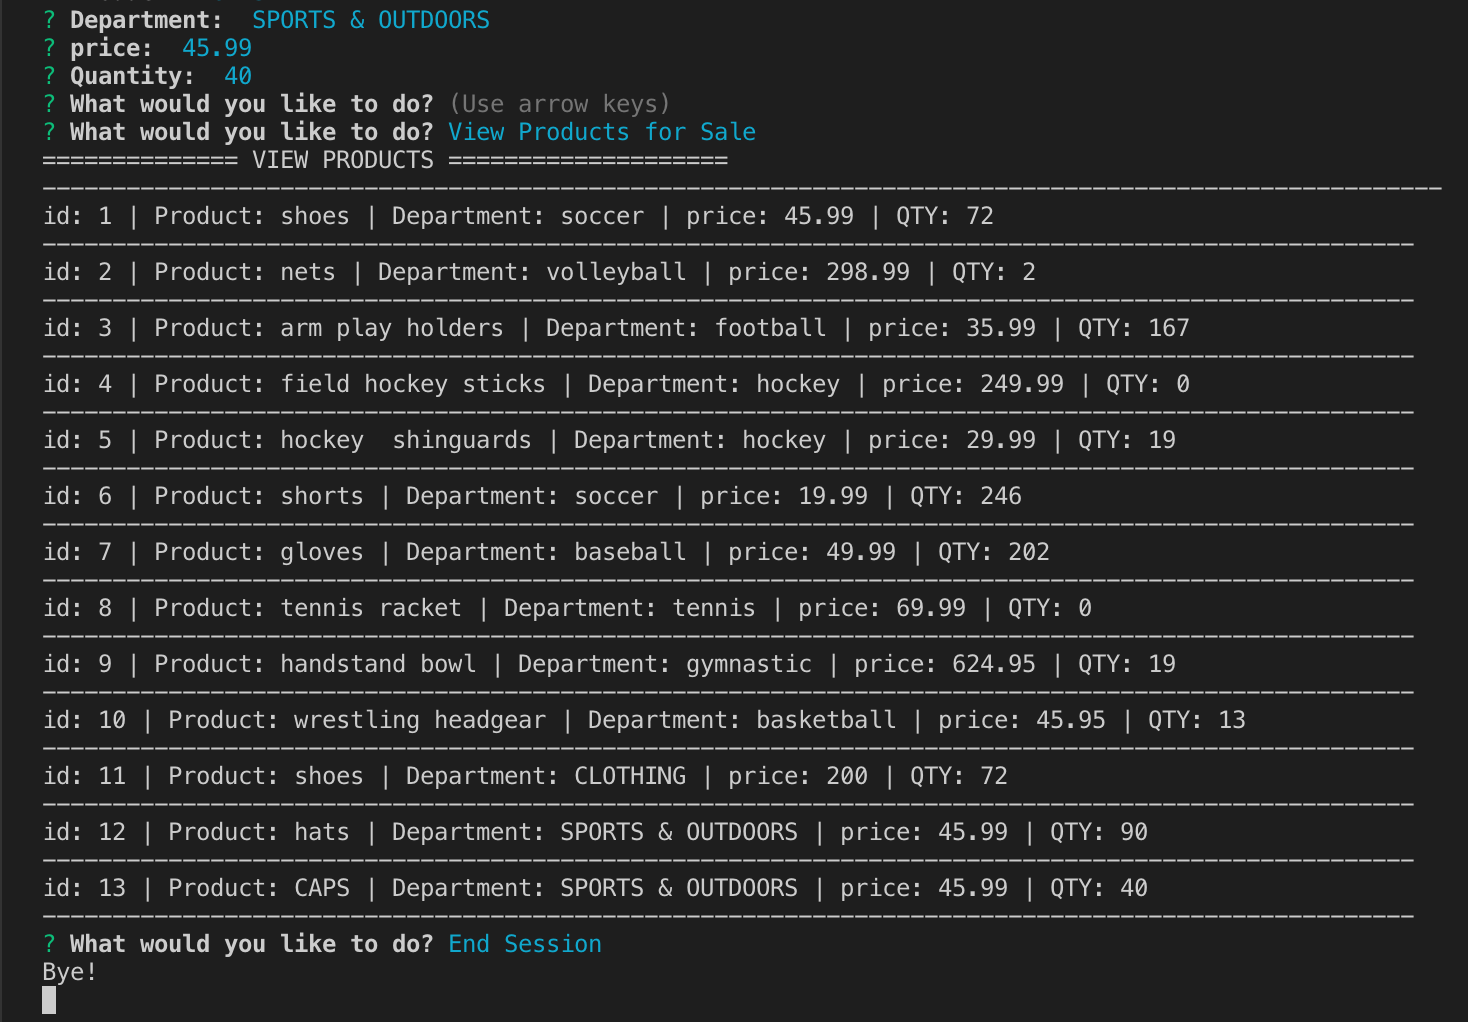 ? Department:  SPORTS & OUTDOORS
? price:  45.99
? Quantity:  40
? What would you like to do? (Use arrow keys)
? What would you like to do? View Products for Sale
============== VIEW PRODUCTS ====================
----------------------------------------------------------------------------------------------------
id: 1 | Product: shoes | Department: soccer | price: 45.99 | QTY: 72
--------------------------------------------------------------------------------------------------
id: 2 | Product: nets | Department: volleyball | price: 298.99 | QTY: 2
--------------------------------------------------------------------------------------------------
id: 3 | Product: arm play holders | Department: football | price: 35.99 | QTY: 167
--------------------------------------------------------------------------------------------------
id: 4 | Product: field hockey sticks | Department: hockey | price: 249.99 | QTY: 0
--------------------------------------------------------------------------------------------------
id: 5 | Product: hockey  shinguards | Department: hockey | price: 29.99 | QTY: 19
--------------------------------------------------------------------------------------------------
id: 6 | Product: shorts | Department: soccer | price: 19.99 | QTY: 246
--------------------------------------------------------------------------------------------------
id: 7 | Product: gloves | Department: baseball | price: 49.99 | QTY: 202
--------------------------------------------------------------------------------------------------
id: 8 | Product: tennis racket | Department: tennis | price: 69.99 | QTY: 0
--------------------------------------------------------------------------------------------------
id: 9 | Product: handstand bowl | Department: gymnastic | price: 624.95 | QTY: 19
--------------------------------------------------------------------------------------------------
id: 10 | Product: wrestling headgear | Department: basketball | price: 45.95 | QTY: 13
--------------------------------------------------------------------------------------------------
id: 11 | Product: shoes | Department: CLOTHING | price: 200 | QTY: 72
--------------------------------------------------------------------------------------------------
id: 12 | Product: hats | Department: SPORTS & OUTDOORS | price: 45.99 | QTY: 90
--------------------------------------------------------------------------------------------------
id: 13 | Product: CAPS | Department: SPORTS & OUTDOORS | price: 45.99 | QTY: 40
--------------------------------------------------------------------------------------------------
? What would you like to do? End Session
Bye!